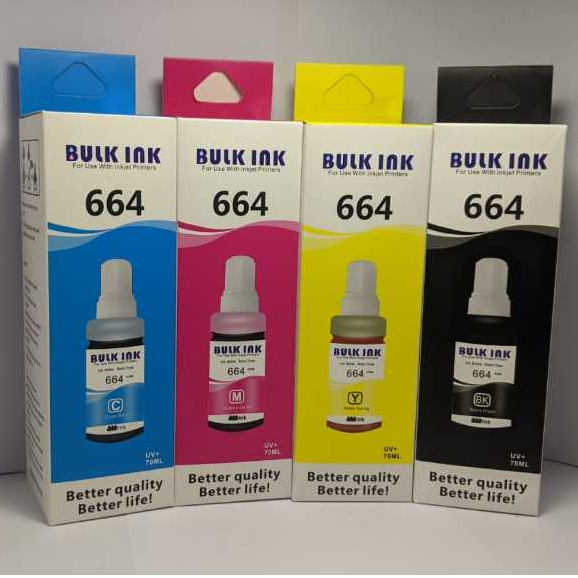 BULK INK
For Use With Inkjet Printers
664
BULK INK
664
C
UV+
70ML
Better quality
Better life!
BULK INK
For Use With Inkjet Printers
664
BULK INK
664
M
UV+
70ML
Better quality
Better life!
BULK INK
For Use With Inkjet Printers
664
BULK INK
664
Y
UV+
70ML
Better quality
Better life!
BULK INK
For Use With Inkjet Printers
664
BULK INK
664
BK
UV+
70ML
Better quality
Better life!